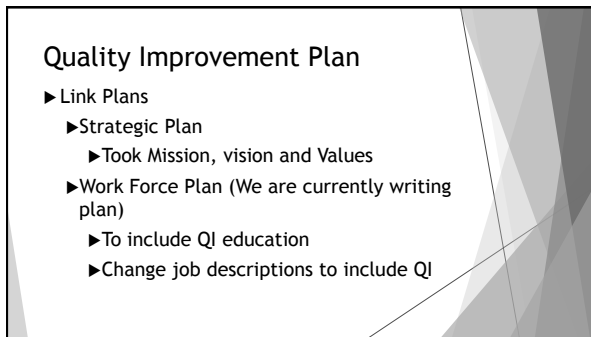 Quality Improvement Plan
▶Link Plans
▶Strategic Plan
▶Took Mission, vision and Values
▶Work Force Plan (We are currently writing
plan)
▶To include QI education
▶Change job descriptions to include QI